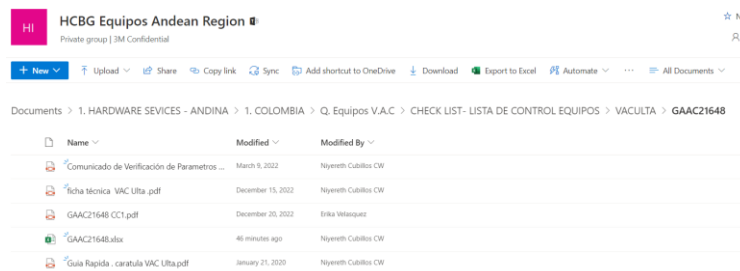 HI
HCBG Equipos Andean Region
Private group | 3M Confidential
N
+ New
Upload
Share
Copy link
Sync
Add shortcut to OneDrive
Download
Export to Excel
Automate
...
All Documents
Documents > 1. HARDWARE SEVICES - ANDINA > 1. COLOMBIA > Q. Equipos V.A.C > CHECK LIST- LISTA DE CONTROL EQUIPOS > VACULTA > GAAC21648
Name Modified Modified By
Comunicado de Verificación de Parametros ... March 9, 2022 Niyereth Cubillos CW
ficha técnica VAC Ulta .pdf December 15, 2022 Niyereth Cubillos CW
GAAC21648 CC1.pdf December 20, 2022 Erika Velasquez
GAAC21648.xlsx 46 minutes ago Niyereth Cubillos CW
Guia Rapida . caratula VAC Ulta.pdf January 21, 2020 Niyereth Cubillos CW